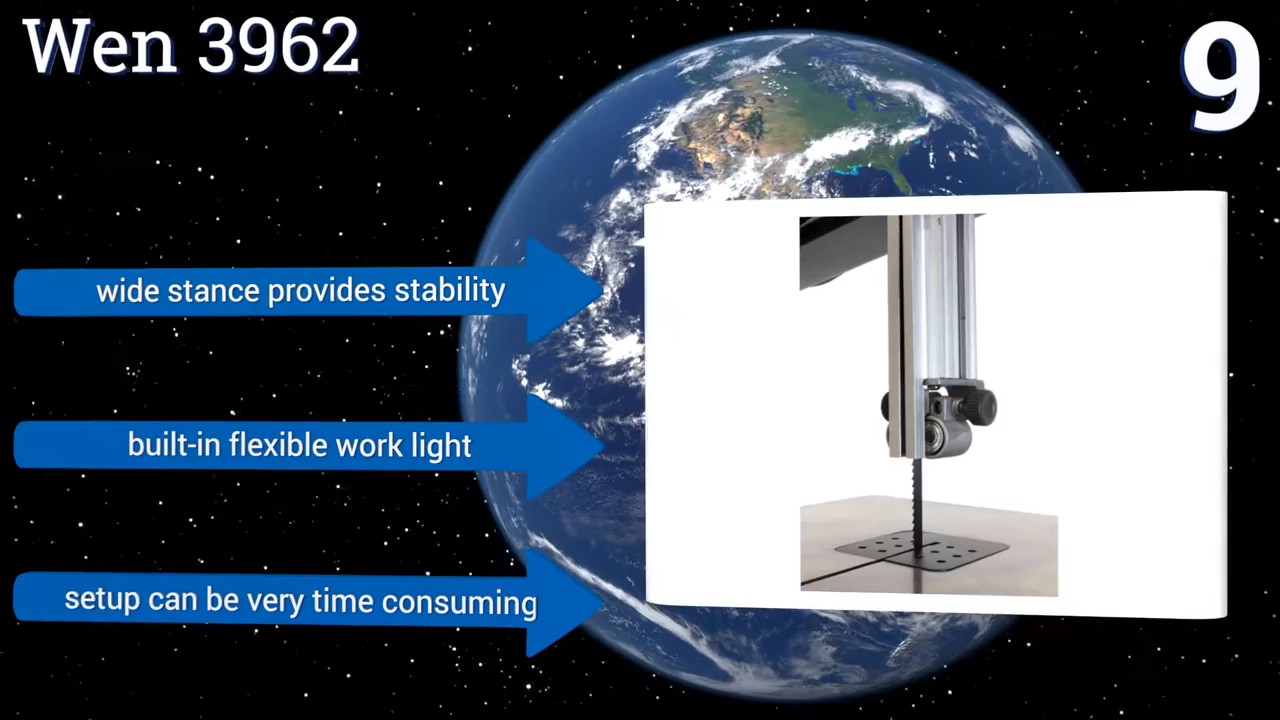 Wen 3962
9
wide stance provides stability
built-in flexible work light
setup can be very time consuming